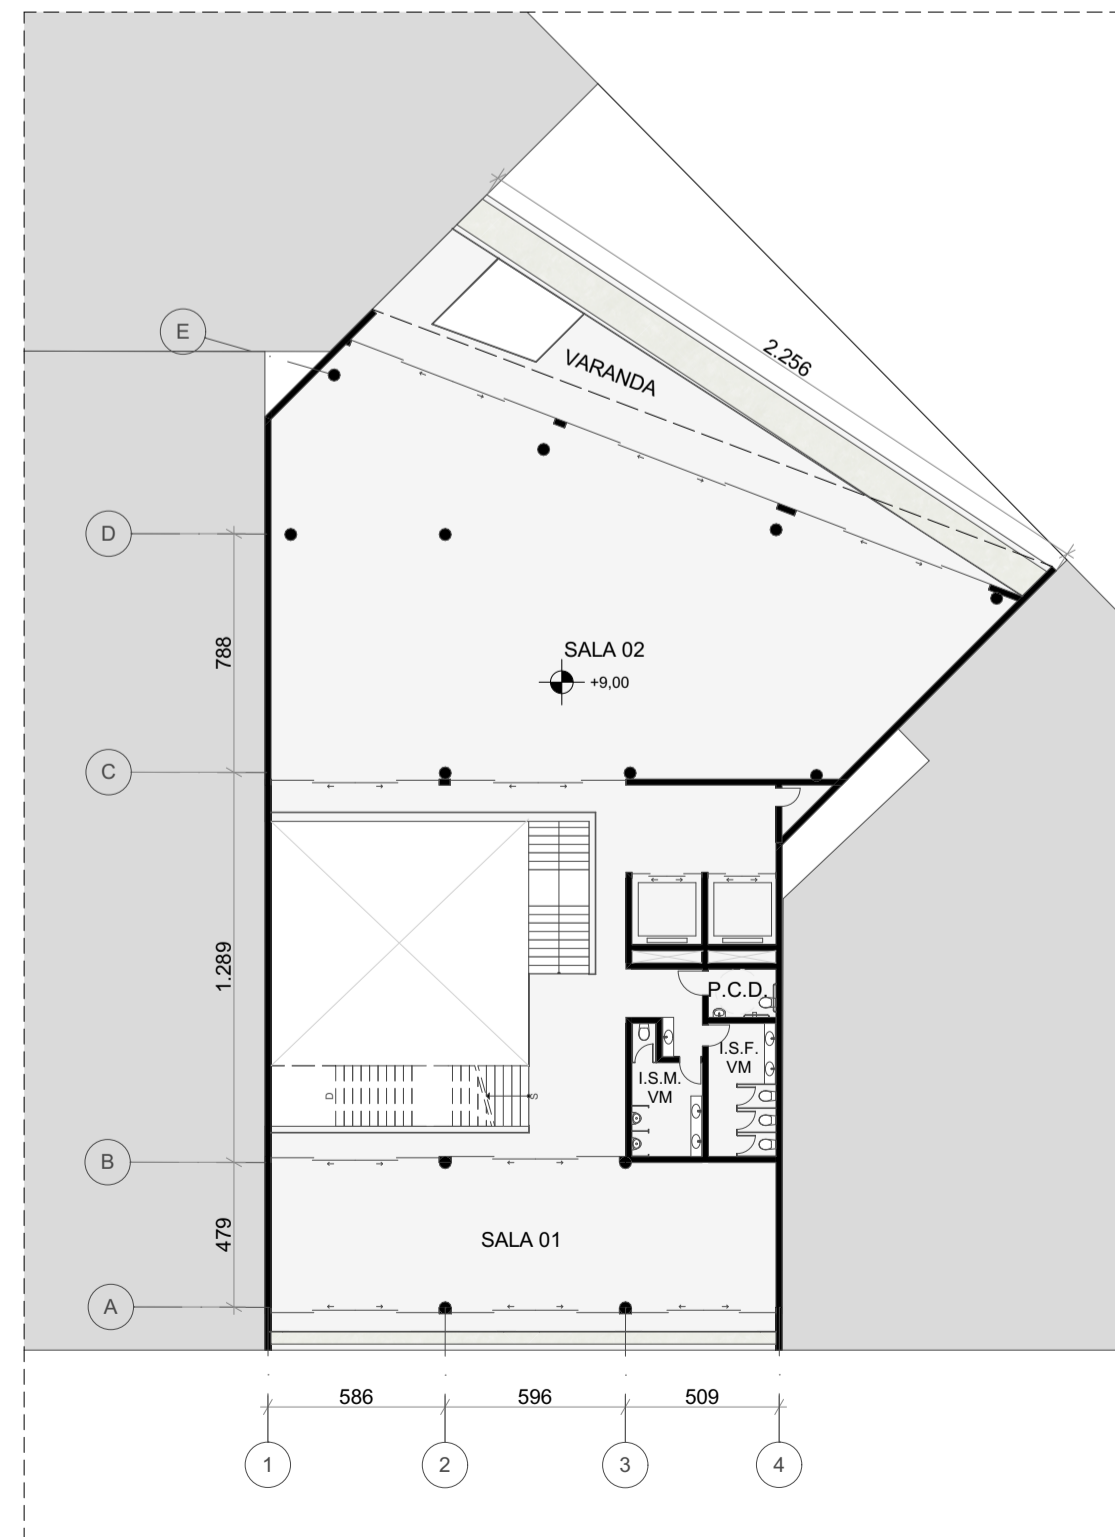 E
2.256
VARANDA
D
788
SALA 02
+9,00
C
1.289
P.C.D.
I.S.F.
VM
I.S.M.
VM
D
S
B
479
SALA 01
A
586
596
509
1
2
3
4